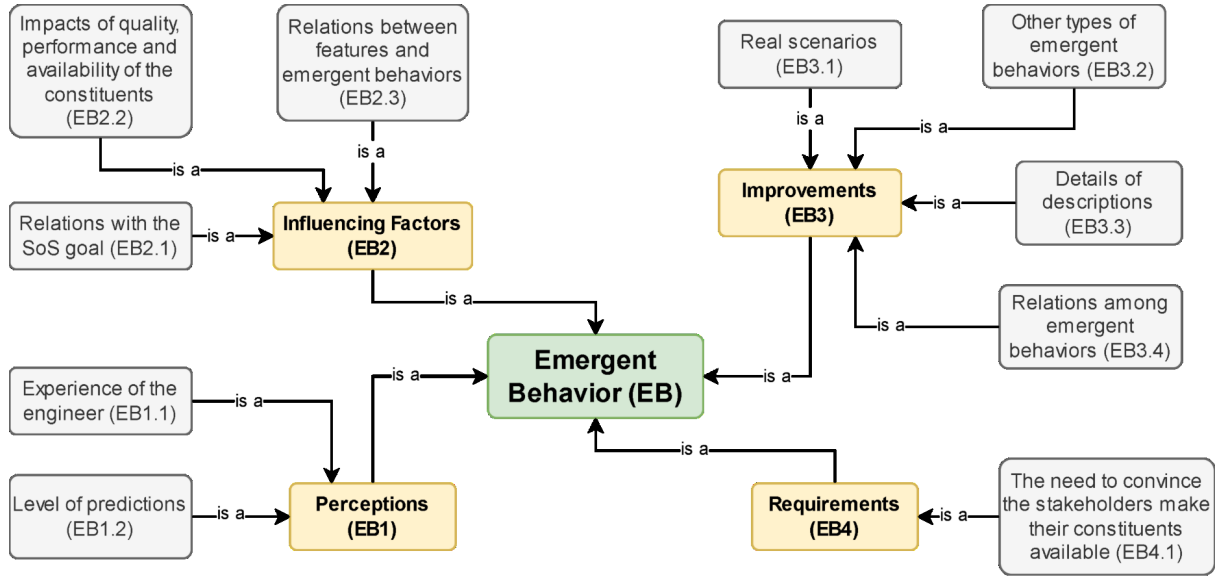 Impacts of quality,
performance and
availability of the
constituents
(EB2.2)
Relations between
features and
emergent behaviors
(EB2.3)
Real scenarios
(EB3.1)
Other types of
emergent
behaviors (EB3.2)
is a
is a
is a
is a
Relations with the
SoS goal (EB2.1)
is a
Influencing Factors
(EB2)
Improvements
(EB3)
is a
Details of
descriptions
(EB3.3)
is a
Relations among
emergent
behaviors (EB3.4)
is a
Emergent
Behavior (EB)
is a
is a
Experience of the
engineer (EB1.1)
is a
is a
Level of predictions
(EB1.2)
is a
Perceptions
(EB1)
Requirements
(EB4)
is a
The need to convince
the stakeholders make
their constituents
available (EB4.1)